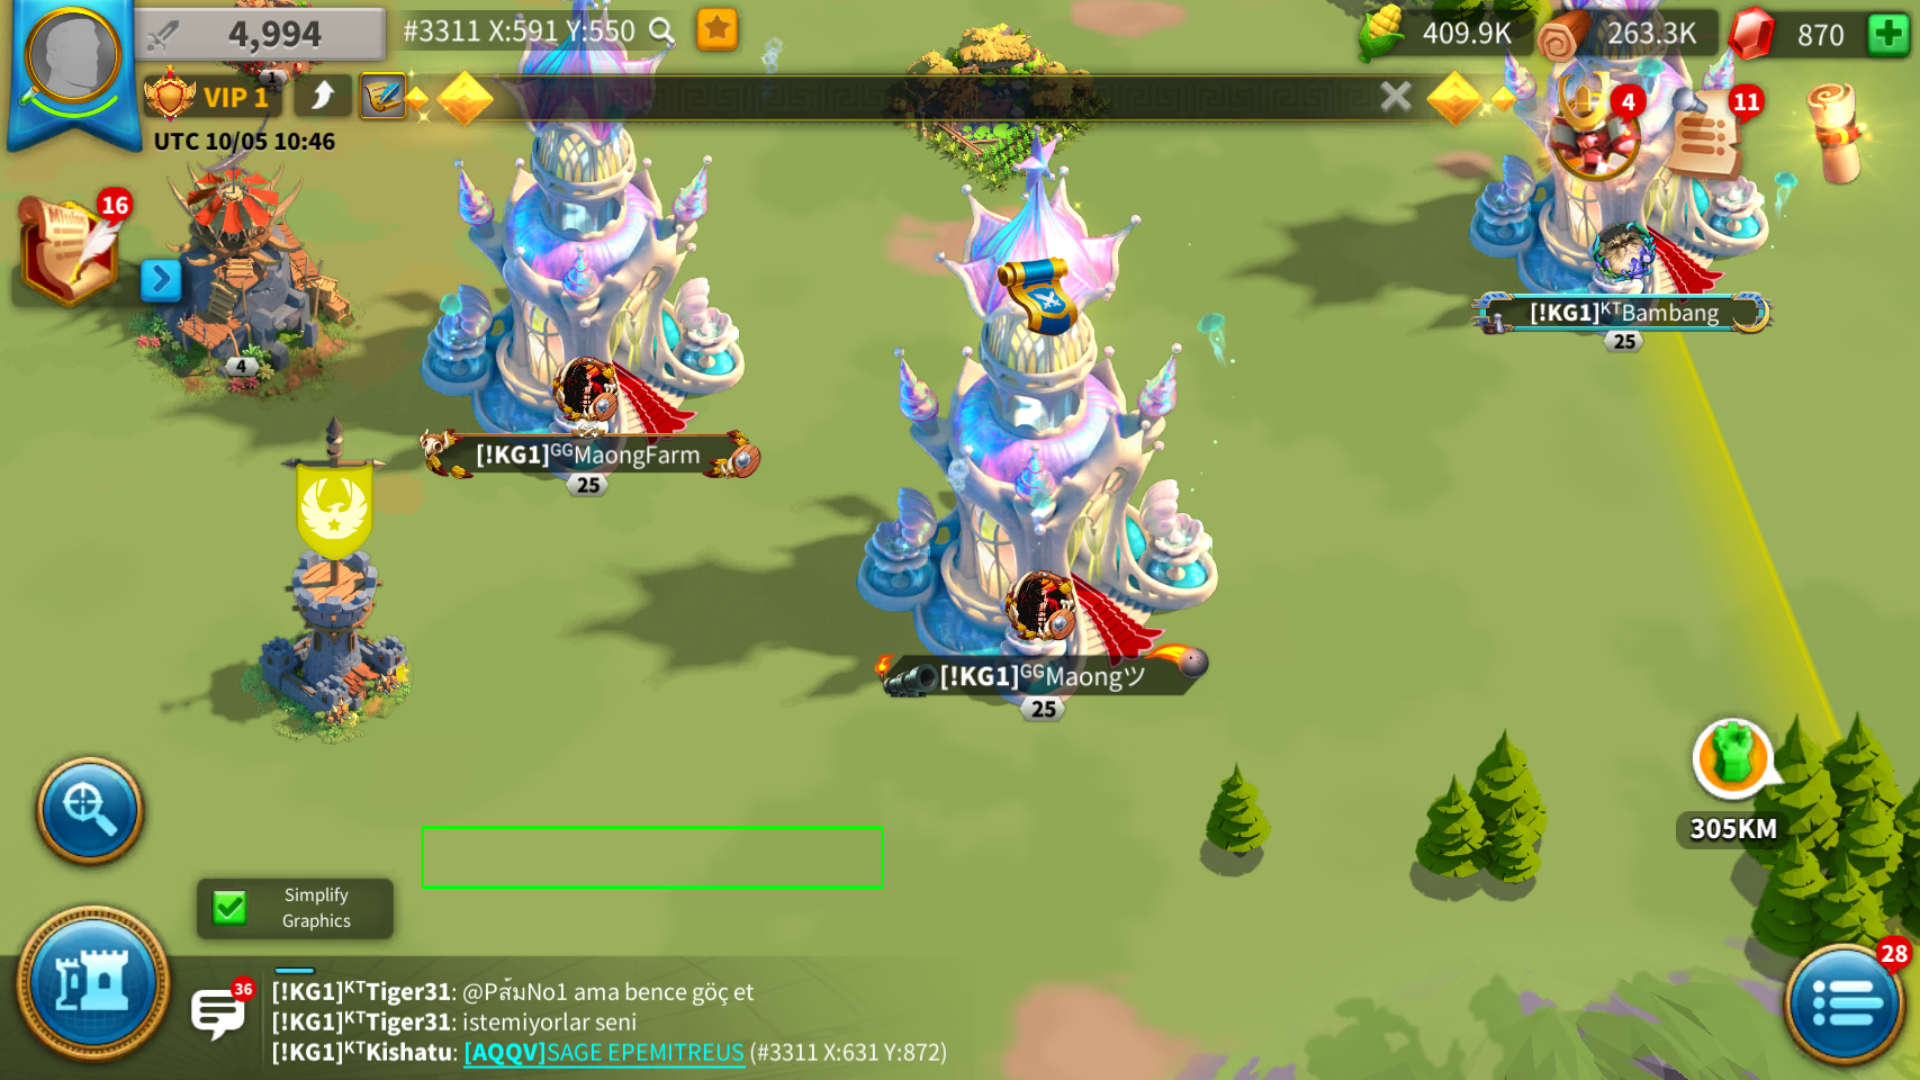 4,994
#3311 X:591 Y:550
409.9K
263.3K
870
1
VIP 1
4
11
UTC 10/05 10:46
Mission
16
[!KG1]ᴷᵀBambang
25
4
[!KG1]ᴳᴳMaongFarm
25
[!KG1]ᴳᴳMaongツ
25
305KM
Simplify
Graphics
28
36
[!KG1]ᴷᵀTiger31: @Pส้มNo1 ama bence göç et
[!KG1]ᴷᵀTiger31: istemiyorlar seni
[!KG1]ᴷᵀKishatu: [AQQV]SAGE EPEMITREUS (#3311 X:631 Y:872)